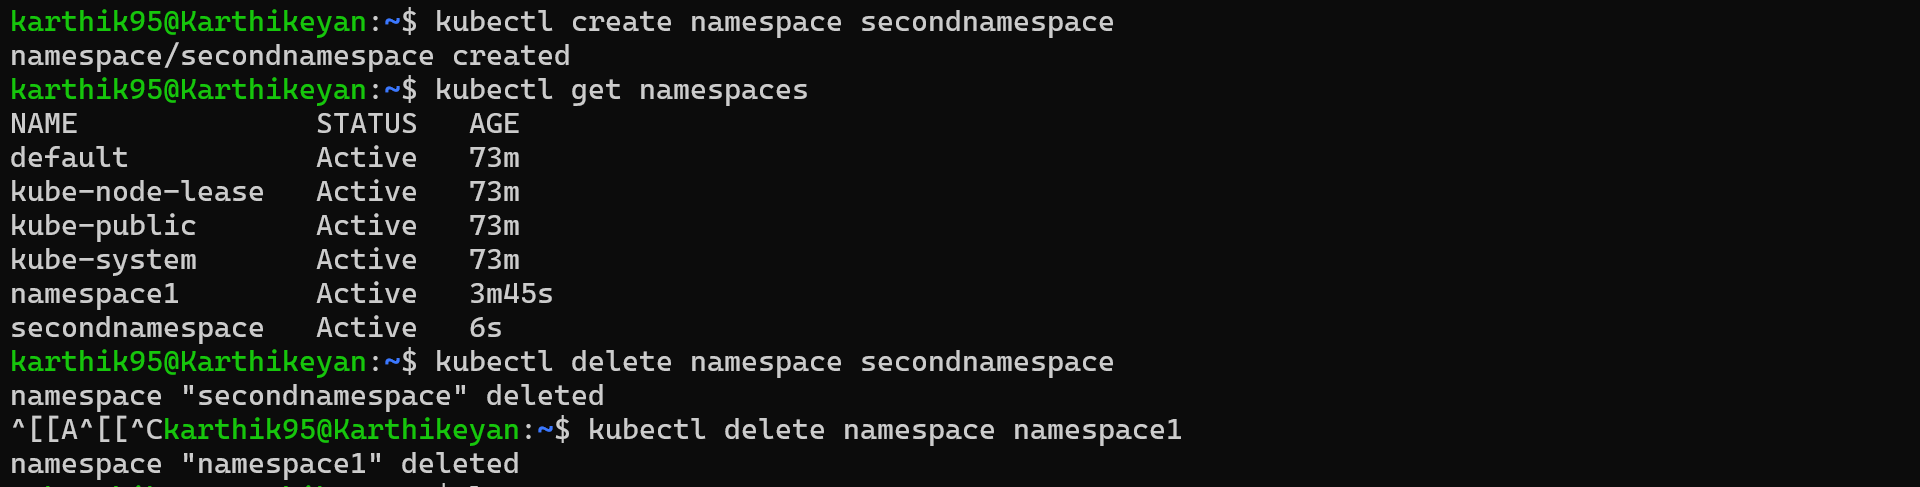 karthik95@Karthikeyan:~$ kubectl create namespace secondnamespace
namespace/secondnamespace created
karthik95@Karthikeyan:~$ kubectl get namespaces
NAME              STATUS   AGE
default           Active   73m
kube-node-lease   Active   73m
kube-public       Active   73m
kube-system       Active   73m
namespace1        Active   3m45s
secondnamespace   Active   6s
karthik95@Karthikeyan:~$ kubectl delete namespace secondnamespace
namespace "secondnamespace" deleted
^[[A^[[^Ckarthik95@Karthikeyan:~$ kubectl delete namespace namespace1
namespace "namespace1" deleted